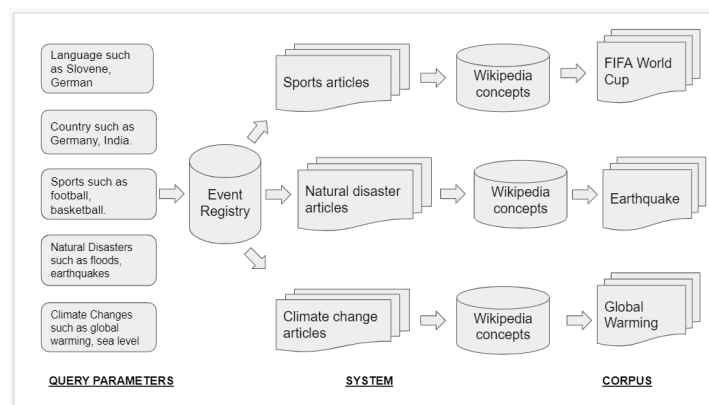 Language such
as Slovene,
German
Country such as
Germany, India.
Sports such as
football,
basketball.
Natural Disasters
such as floods,
earthquakes
Climate Changes
such as global
warming, sea level
QUERY PARAMETERS
Event
Registry
Sports articles
Wikipedia
concepts
FIFA World
Cup
Natural disaster
articles
Wikipedia
concepts
Earthquake
Climate change
articles
Wikipedia
concepts
Global
Warming
SYSTEM
CORPUS